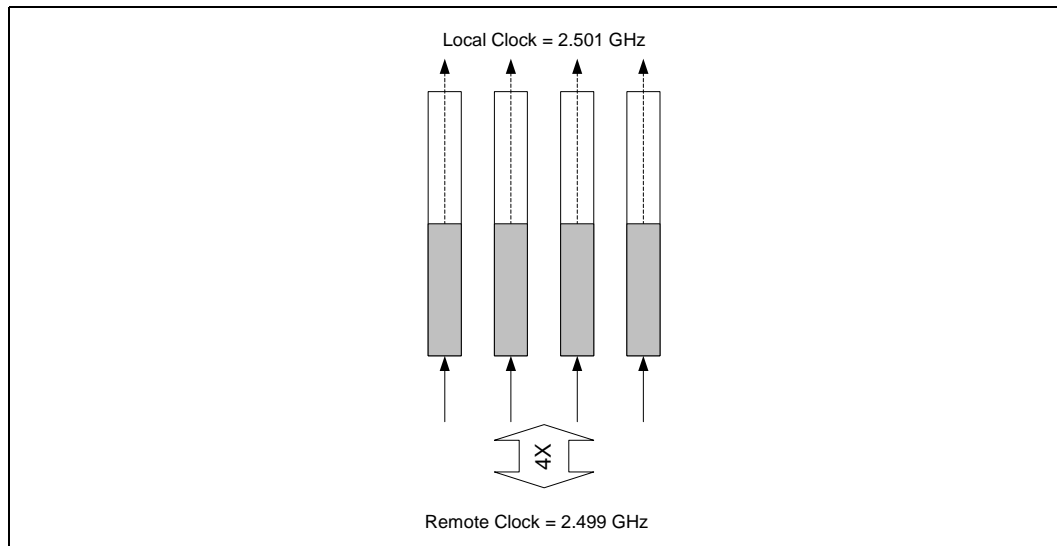 Local Clock = 2.501 GHz
4X
Remote Clock = 2.499 GHz